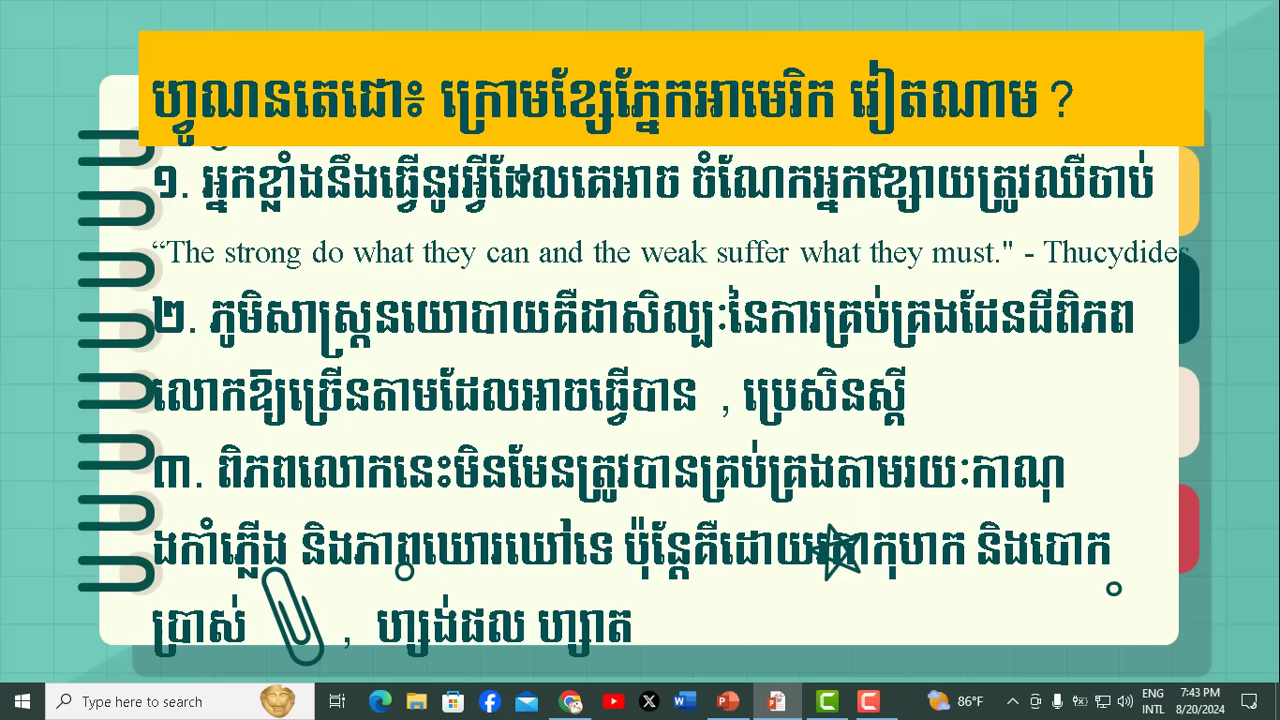 ហ្វូណនតេជោ៖ ក្រោមខ្សែភ្នែកអាមេរិក វៀតណាម ?
១. អ្នកខ្លាំងនឹងធ្វើនូវអ្វីដែលគេអាច ចំណែកអ្នកខ្សោយត្រូវឈឺចាប់
“The strong do what they can and the weak suffer what they must." - Thucydides
២. ភូមិសាស្ត្រនយោបាយគឺជាសិល្បៈនៃការគ្រប់គ្រងដែនដីពិភព
លោកឱ្យច្រើនតាមដែលអាចធ្វើបាន , ប្រេសិនស្គី
៣. ពិភពលោកនេះមិនមែនត្រូវបានគ្រប់គ្រងតាមរយៈកាណុ
ងកាំភ្លើង និងភាពឃោរឃៅទេ ប៉ុន្តែគឺដោយភាពកុហក និងបោក
ប្រាស់ , ហ្សង់ផល ហ្សាត
Type here to search
86°F
ENG
INTL
7:43 PM
8/20/2024